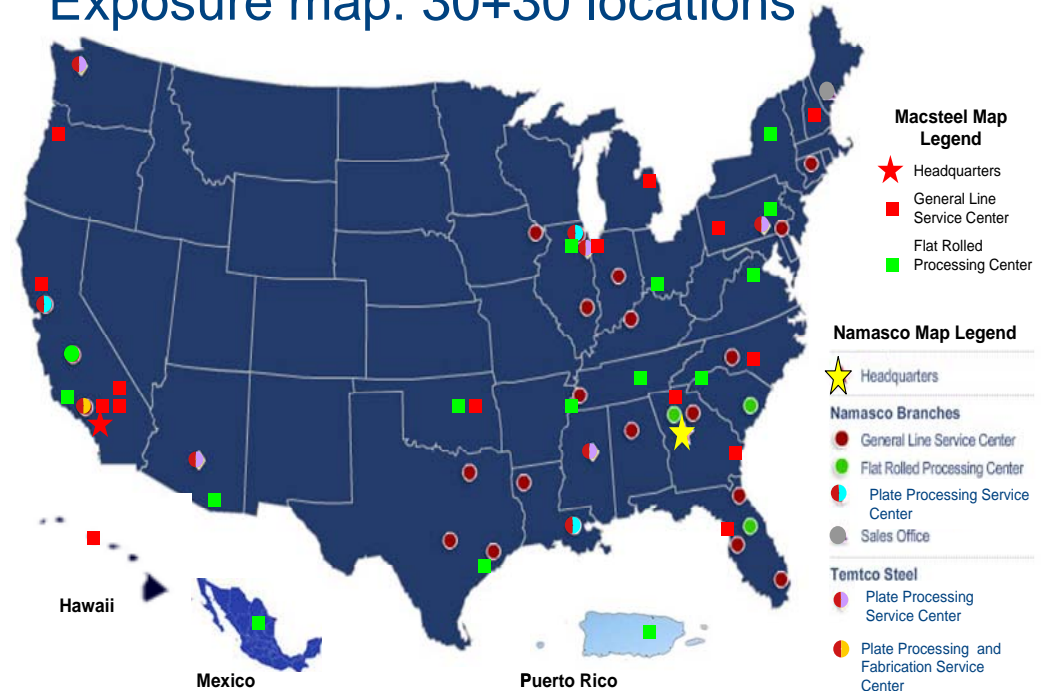 Exposure map: 30+30 locations
Macsteel Map
Legend
Headquarters
General Line
Service Center
Flat Rolled
Processing Center
Namasco Map Legend
Headquarters
Namasco Branches
General Line Service Center
Flat Rolled Processing Center
Plate Processing Service
Center
Sales Office
Temtco Steel
Plate Processing
Service Center
Plate Processing and
Fabrication Service
Center
Hawaii
Mexico
Puerto Rico